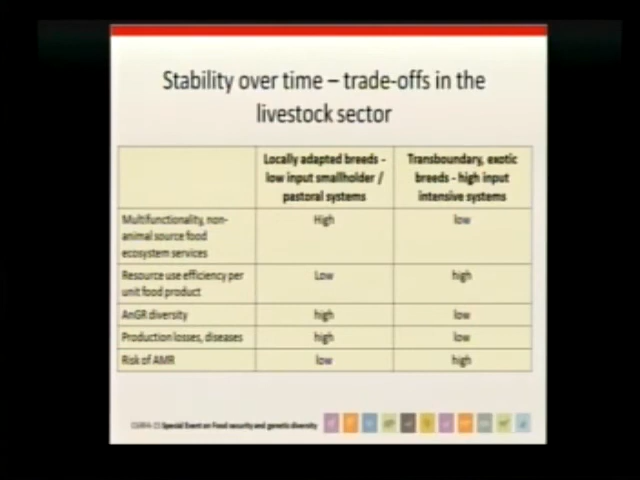 Stability over time – trade-offs in the
livestock sector
Locally adapted breeds -
low input smallholder /
pastoral systems
Transboundary, exotic
breeds - high input
intensive systems
Multifunctionality, non-
animal source food
ecosystem services
High
low
Resource use efficiency per
unit food product
Low
high
AnGR diversity
high
low
Production losses, diseases
high
low
Risk of AMR
low
high
Special Event on Food security and genetic diversity